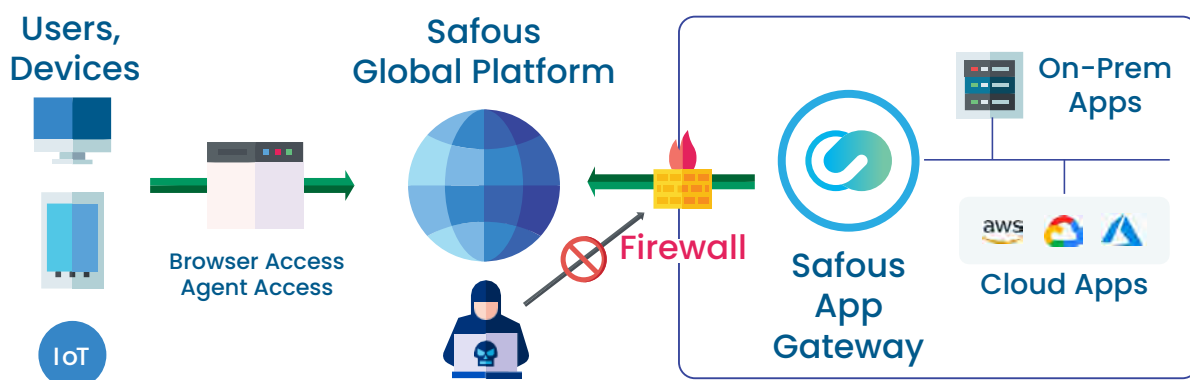 Users,
Devices
IoT
Browser Access
Agent Access
Safous
Global Platform
Firewall
Safous
App
Gateway
On-Prem
Apps
aws
Cloud Apps